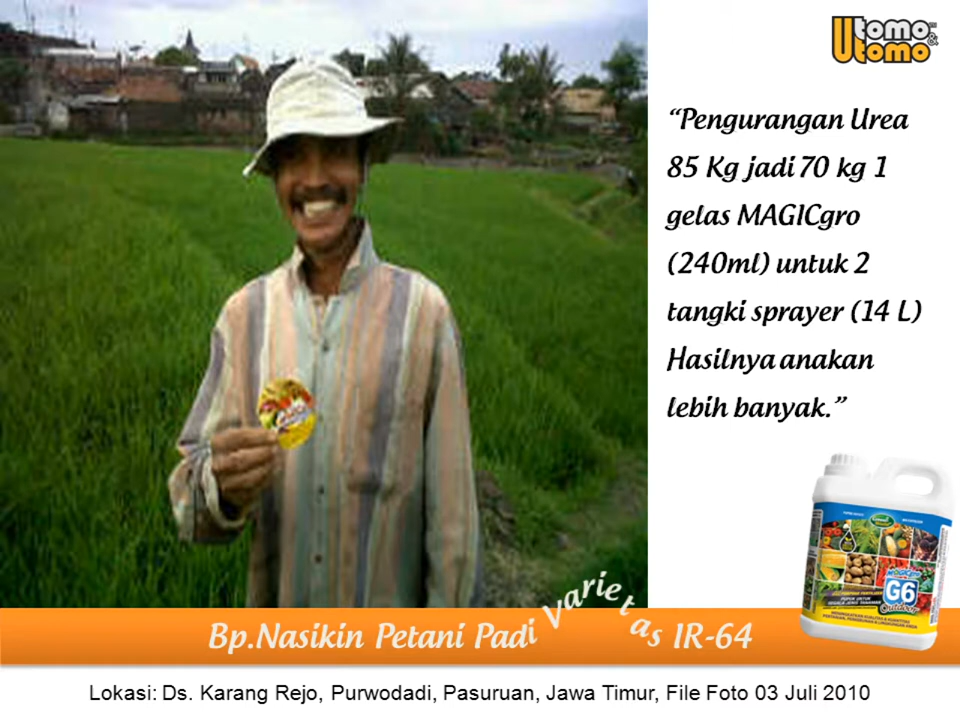 Utomo &
Utomo
“Pengurangan Urea
85 Kg jadi 70 kg 1
gelas MAGICgro
(240ml) untuk 2
tangki sprayer (14 L)
Hasilnya anakan
lebih banyak.”
G6
Bp.Nasikin Petani Padi Varietas IR-64
Lokasi: Ds. Karang Rejo, Purwodadi, Pasuruan, Jawa Timur, File Foto 03 Juli 2010